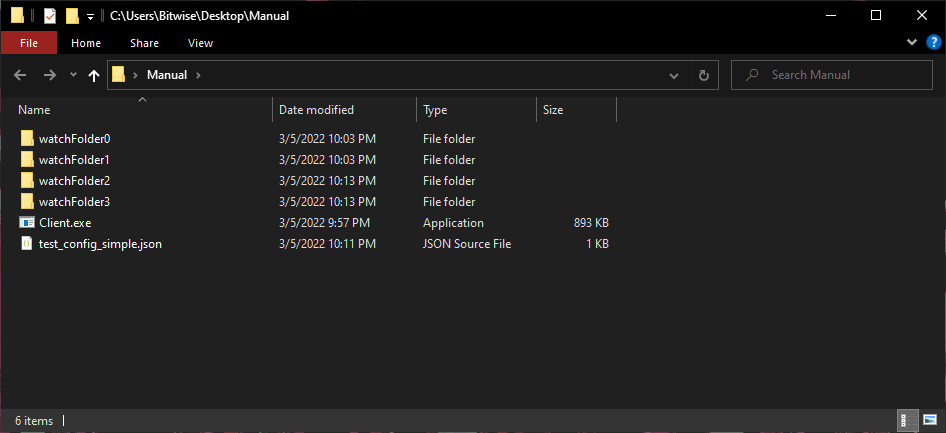 C:\Users\Bitwise\Desktop\Manual
File Home Share View
Manual
Search Manual
Name Date modified Type Size
watchFolder0 3/5/2022 10:03 PM File folder
watchFolder1 3/5/2022 10:03 PM File folder
watchFolder2 3/5/2022 10:13 PM File folder
watchFolder3 3/5/2022 10:13 PM File folder
Client.exe 3/5/2022 9:57 PM Application 893 KB
test_config_simple.json 3/5/2022 10:11 PM JSON Source File 1 KB
6 items